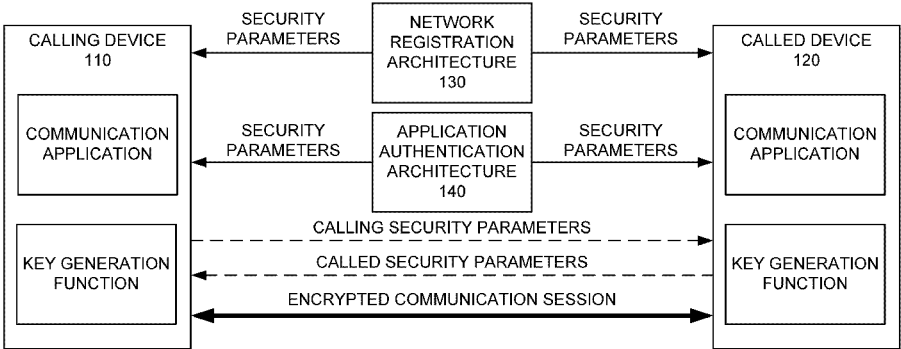 CALLING DEVICE
110
COMMUNICATION
APPLICATION
KEY GENERATION
FUNCTION
SECURITY
PARAMETERS
NETWORK
REGISTRATION
ARCHITECTURE
130
SECURITY
PARAMETERS
SECURITY
PARAMETERS
APPLICATION
AUTHENTICATION
ARCHITECTURE
140
SECURITY
PARAMETERS
CALLING SECURITY PARAMETERS
CALLED SECURITY PARAMETERS
ENCRYPTED COMMUNICATION SESSION
CALLED DEVICE
120
COMMUNICATION
APPLICATION
KEY GENERATION
FUNCTION